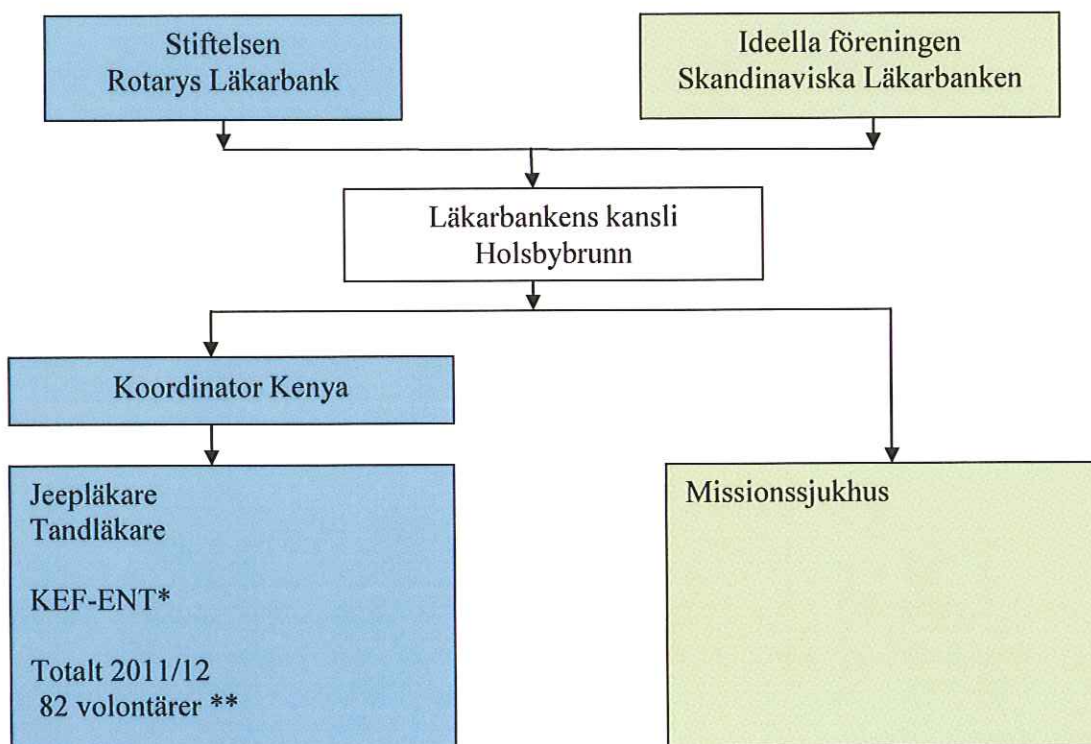 Stiftelsen
Rotarys Läkarbank
Ideella föreningen
Skandinaviska Läkarbanken
Läkarbankens kansli
Holsbybrunn
Koordinator Kenya
Jeepläkare
Tandläkare
KEF-ENT*
Totalt 2011/12
82 volontärer **
Missionssjukhus